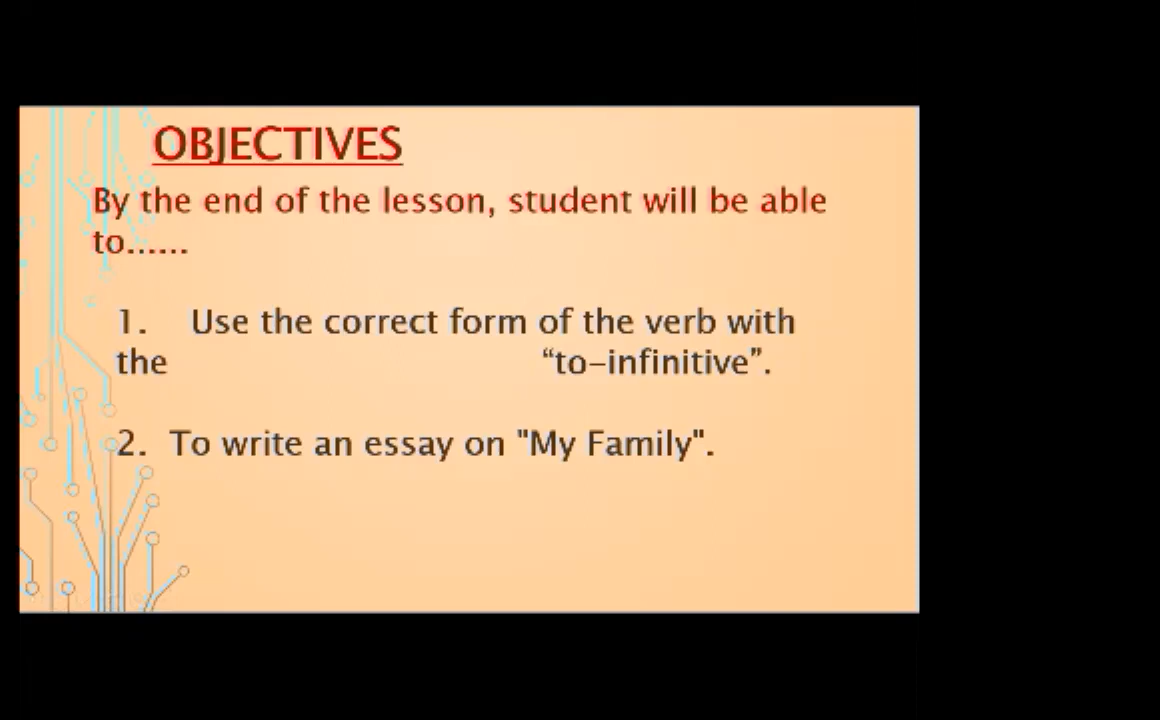 OBJECTIVES
By the end of the lesson, student will be able
to......
1. Use the correct form of the verb with
the “to-infinitive”.
2. To write an essay on "My Family".